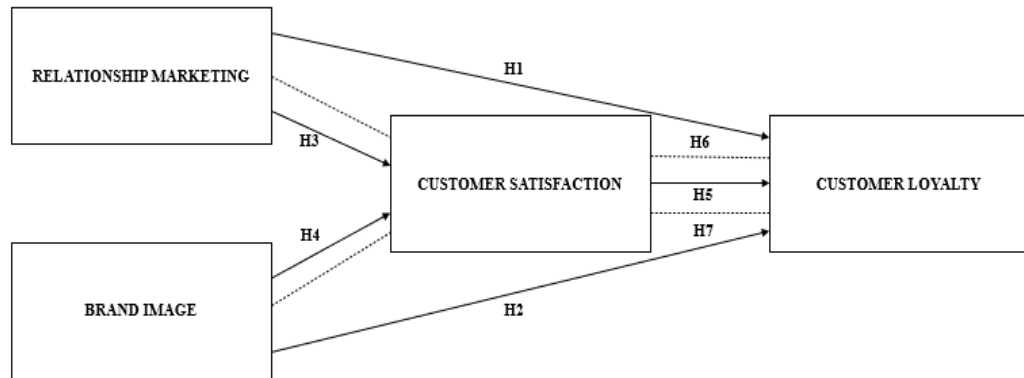 RELATIONSHIP MARKETING
H1
H3
H6
CUSTOMER SATISFACTION
CUSTOMER LOYALTY
H5
H4
H7
BRAND IMAGE
H2